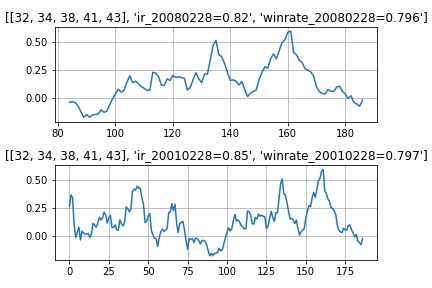 [[32, 34, 38, 41, 43], 'ir_20080228=0.82', 'winrate_20080228=0.796']
0.50
0.25
0.00
80 100 120 140 160 180
[[32, 34, 38, 41, 43], 'ir_20010228=0.85', 'winrate_20010228=0.797']
0.50
0.25
0.00
0 25 50 75 100 125 150 175